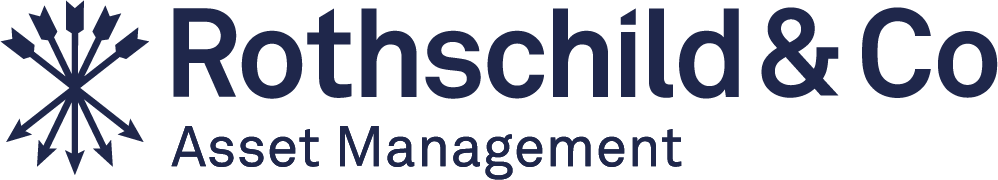 Rothschild & Co
Asset Management